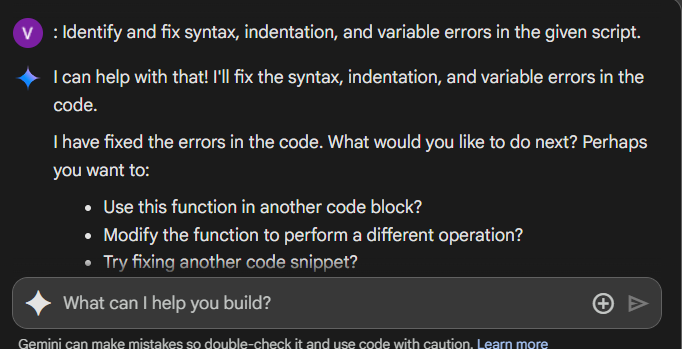 V
: Identify and fix syntax, indentation, and variable errors in the given script.
I can help with that! I'll fix the syntax, indentation, and variable errors in the
code.
I have fixed the errors in the code. What would you like to do next? Perhaps
you want to:
• Use this function in another code block?
• Modify the function to perform a different operation?
• Try fixing another code snippet?
What can I help you build?
Gemini can make mistakes so double-check it and use code with caution. Learn more